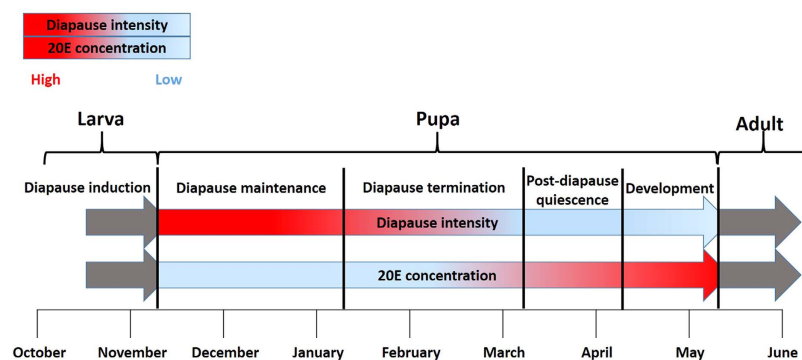 Diapause intensity
20E concentration
High Low
Larva Pupa Adult
Diapause induction Diapause maintenance Diapause termination Post-diapause quiescence Development
Diapause intensity
20E concentration
October November December January February March April May June